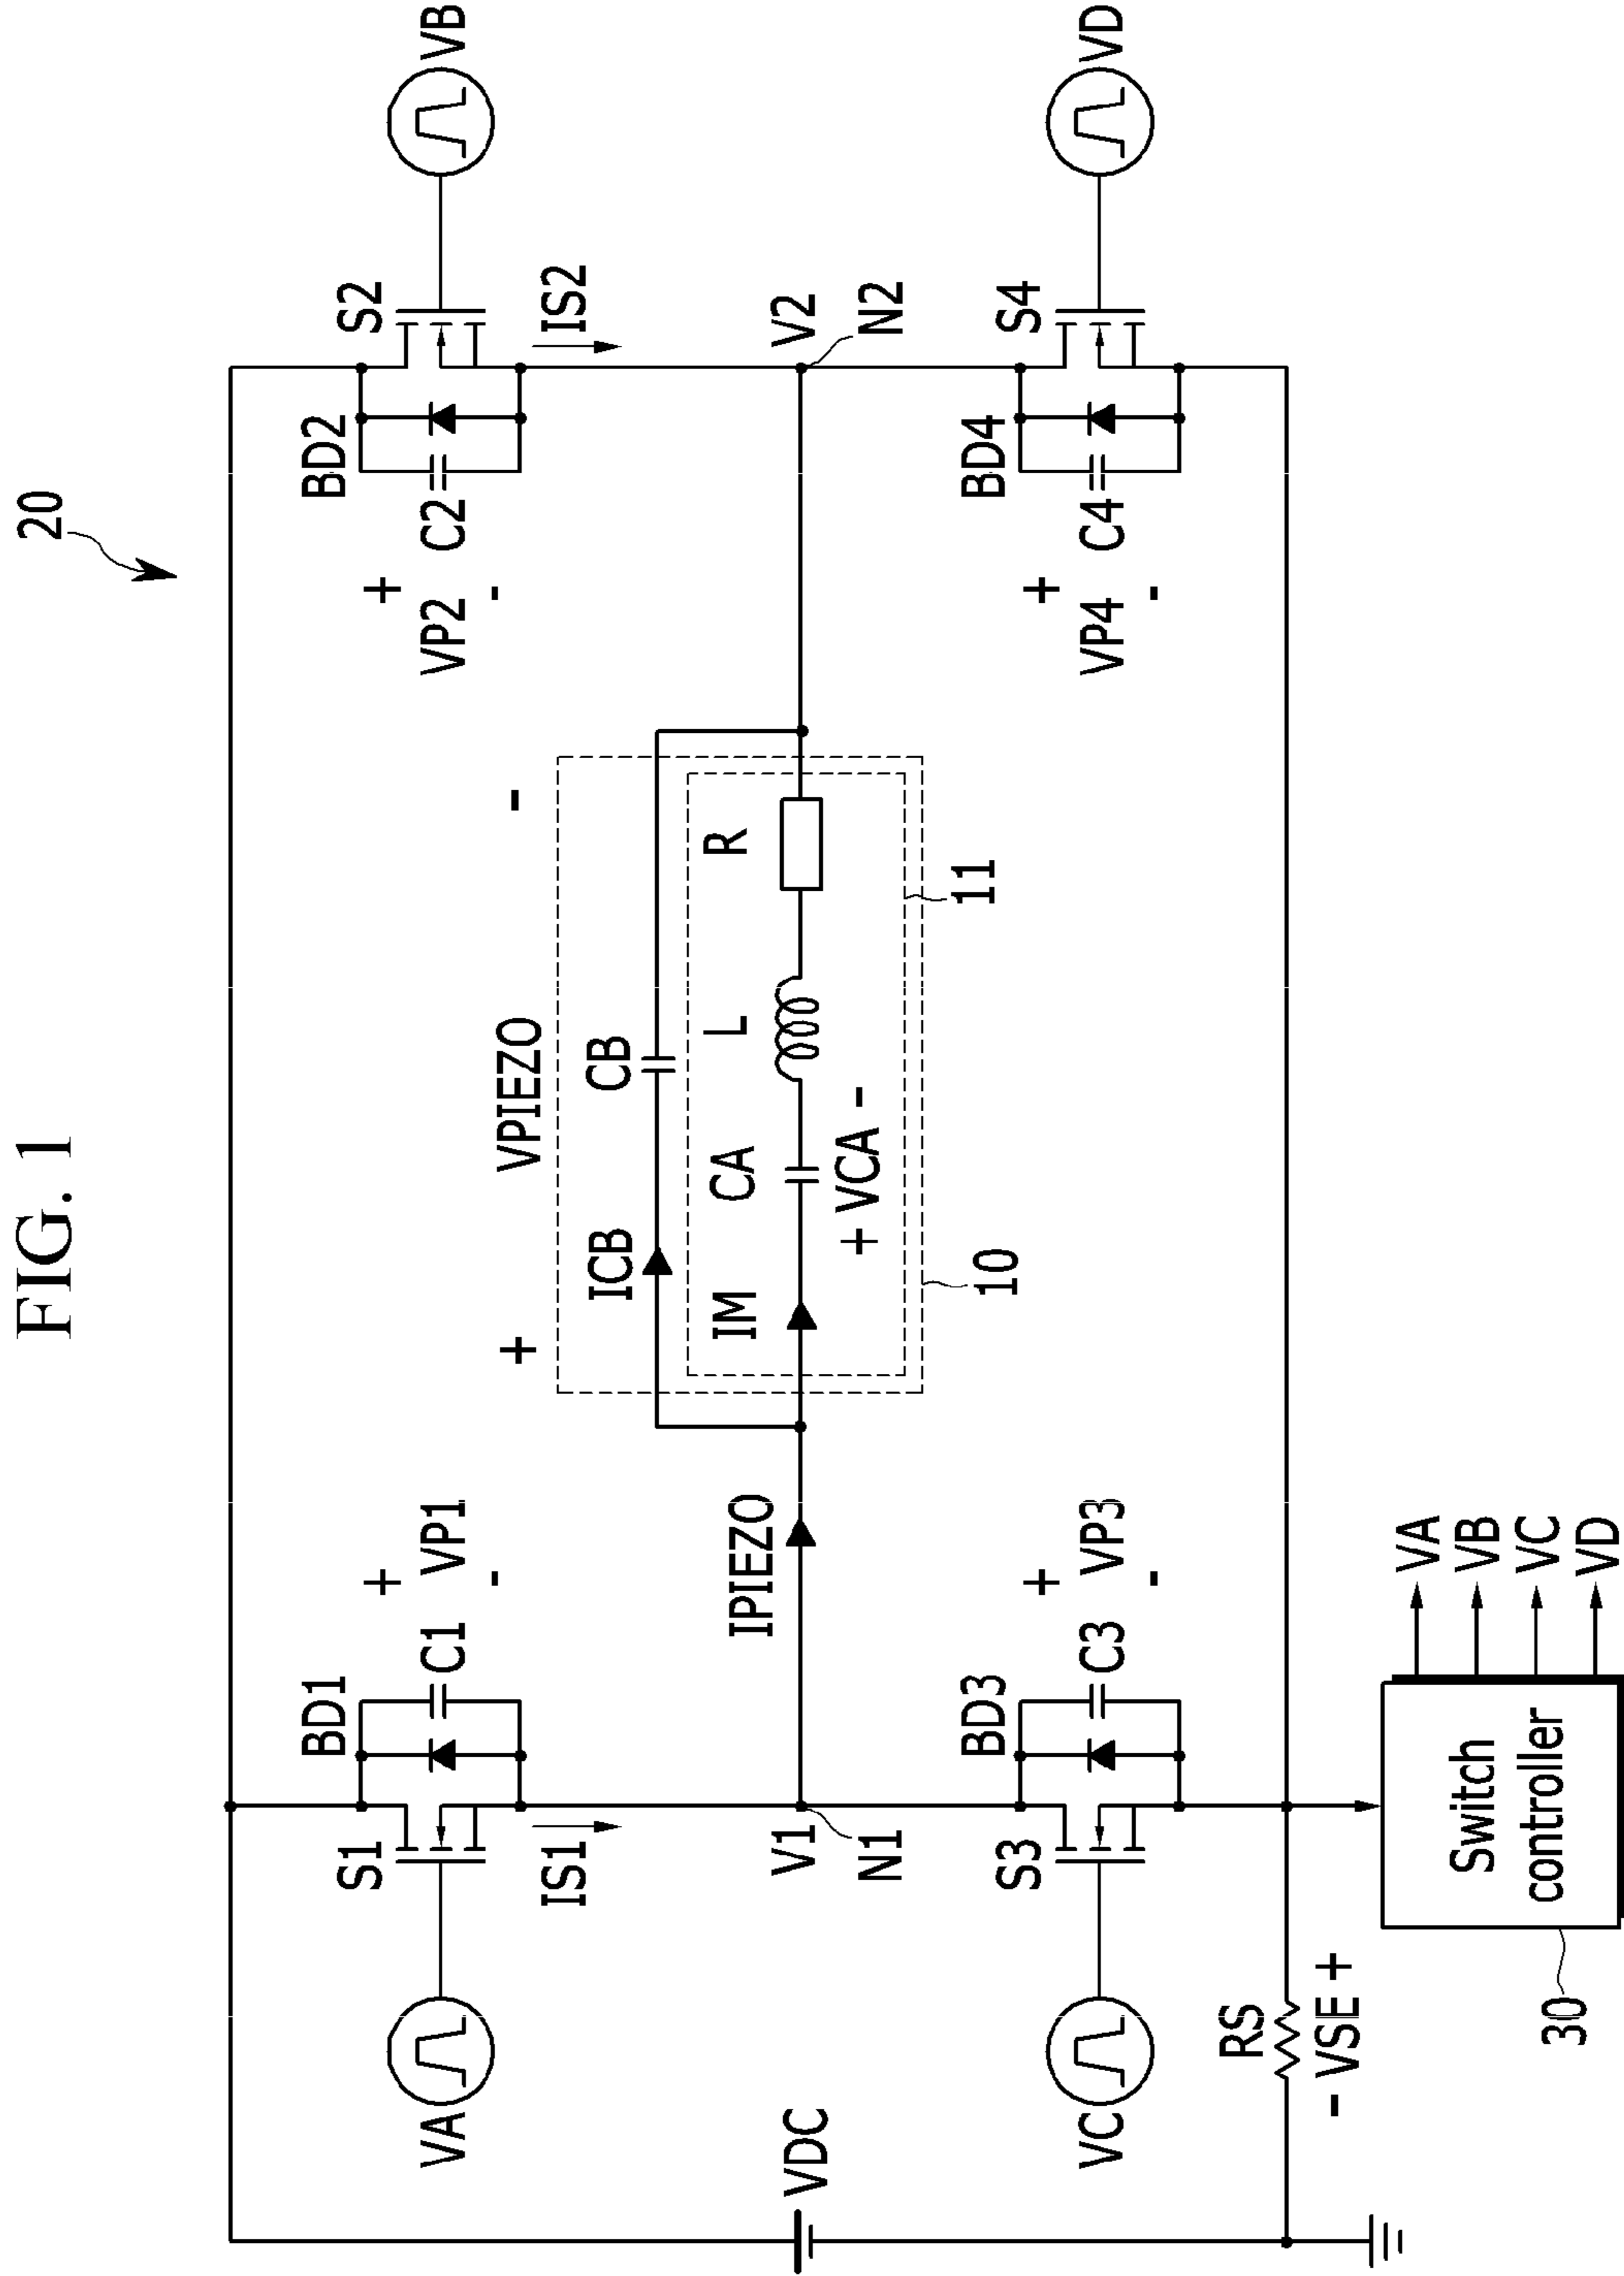 FIG. 1
20
S1
BD1
C1
+
VP1
-
VA
IS1
S2
BD2
C2
+
VP2
-
VB
IS2
+
VPIEZO
-
ICB
CB
IPIEZO
IM
CA
L
R
+ VCA -
10
11
V1
N1
V2
N2
VDC
S3
BD3
C3
+
VP3
-
VC
S4
BD4
C4
+
VP4
-
VD
RS
- VSE +
Switch
controller
30
VA
VB
VC
VD